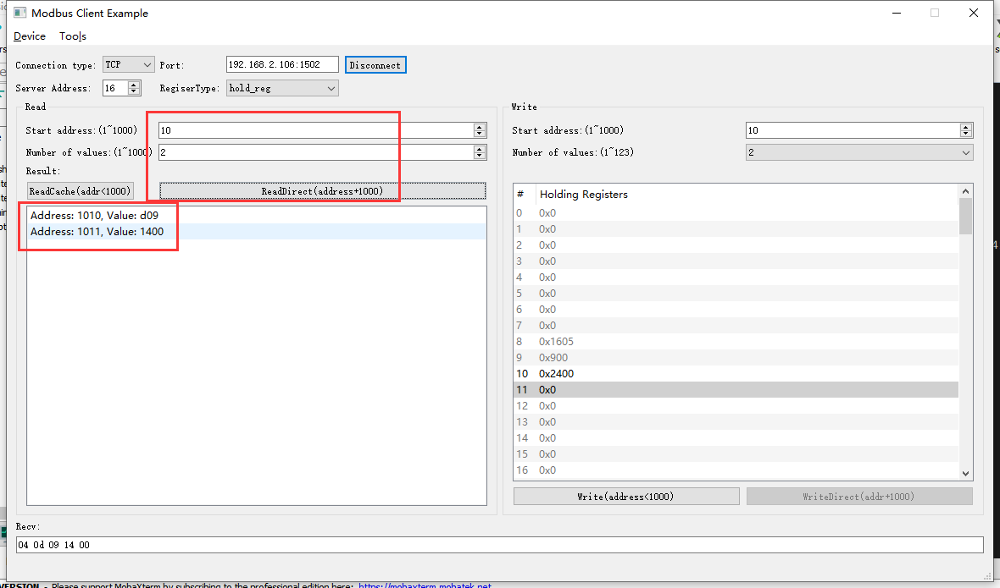 Modbus Client Example
Device Tools
Connection type: TCP Port: 192.168.2.106:1502 Disconnect
Server Address: 16 RegiserType: hold_reg
Read
Start address:(1~1000) 10
Number of values:(1~1000) 2
Result:
ReadCache(addr<1000) ReadDirect(address+1000)
Address: 1010, Value: d09
Address: 1011, Value: 1400
Write
Start address:(1~1000) 10
Number of values:(1~123) 2
# Holding Registers
0 0x0
1 0x0
2 0x0
3 0x0
4 0x0
5 0x0
6 0x0
7 0x0
8 0x1605
9 0x900
10 0x2400
11 0x0
12 0x0
13 0x0
14 0x0
15 0x0
16 0x0
Write(address<1000) WriteDirect(addr+1000)
Recv:
04 0d 09 14 00
VERSION - Please support MobaXterm by subscribing to the professional edition here: https://mobaxterm.mobatek.net